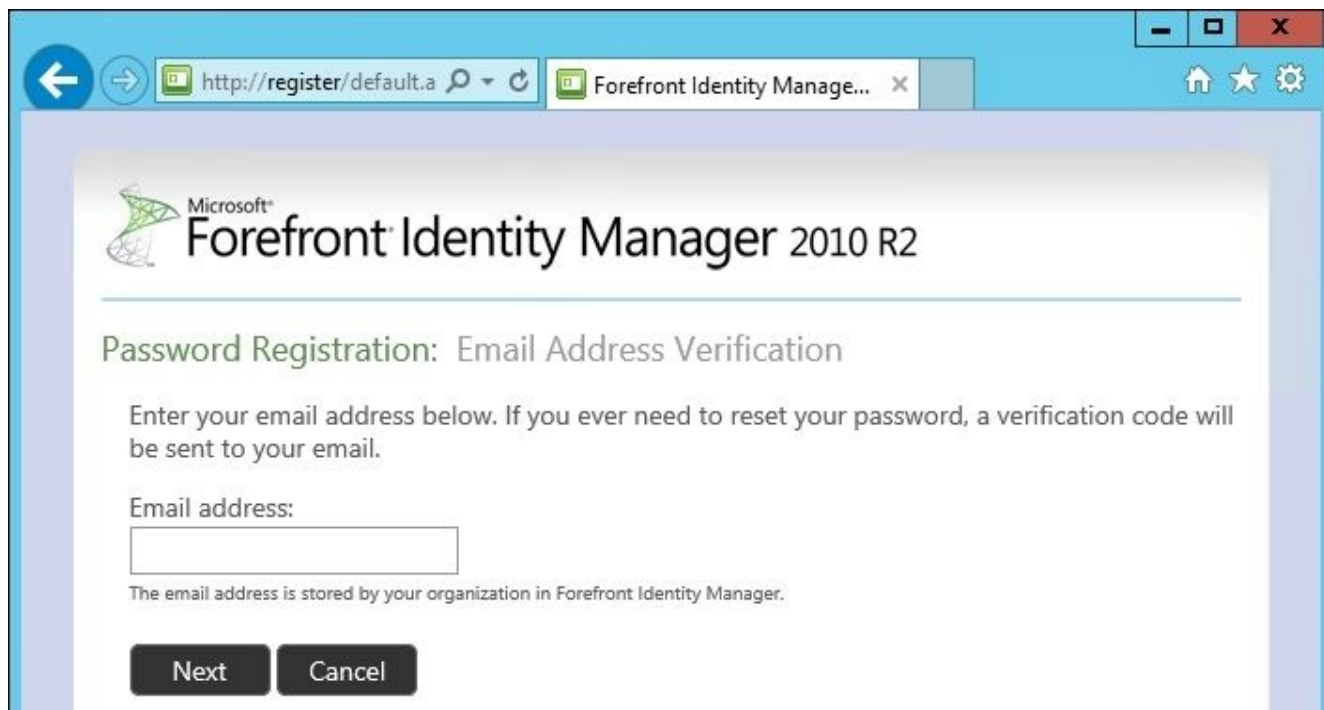 http://register/default.a
Forefront Identity Manage...
Microsoft®
Forefront Identity Manager 2010 R2
Password Registration: Email Address Verification
Enter your email address below. If you ever need to reset your password, a verification code will
be sent to your email.
Email address:
The email address is stored by your organization in Forefront Identity Manager.
Next Cancel